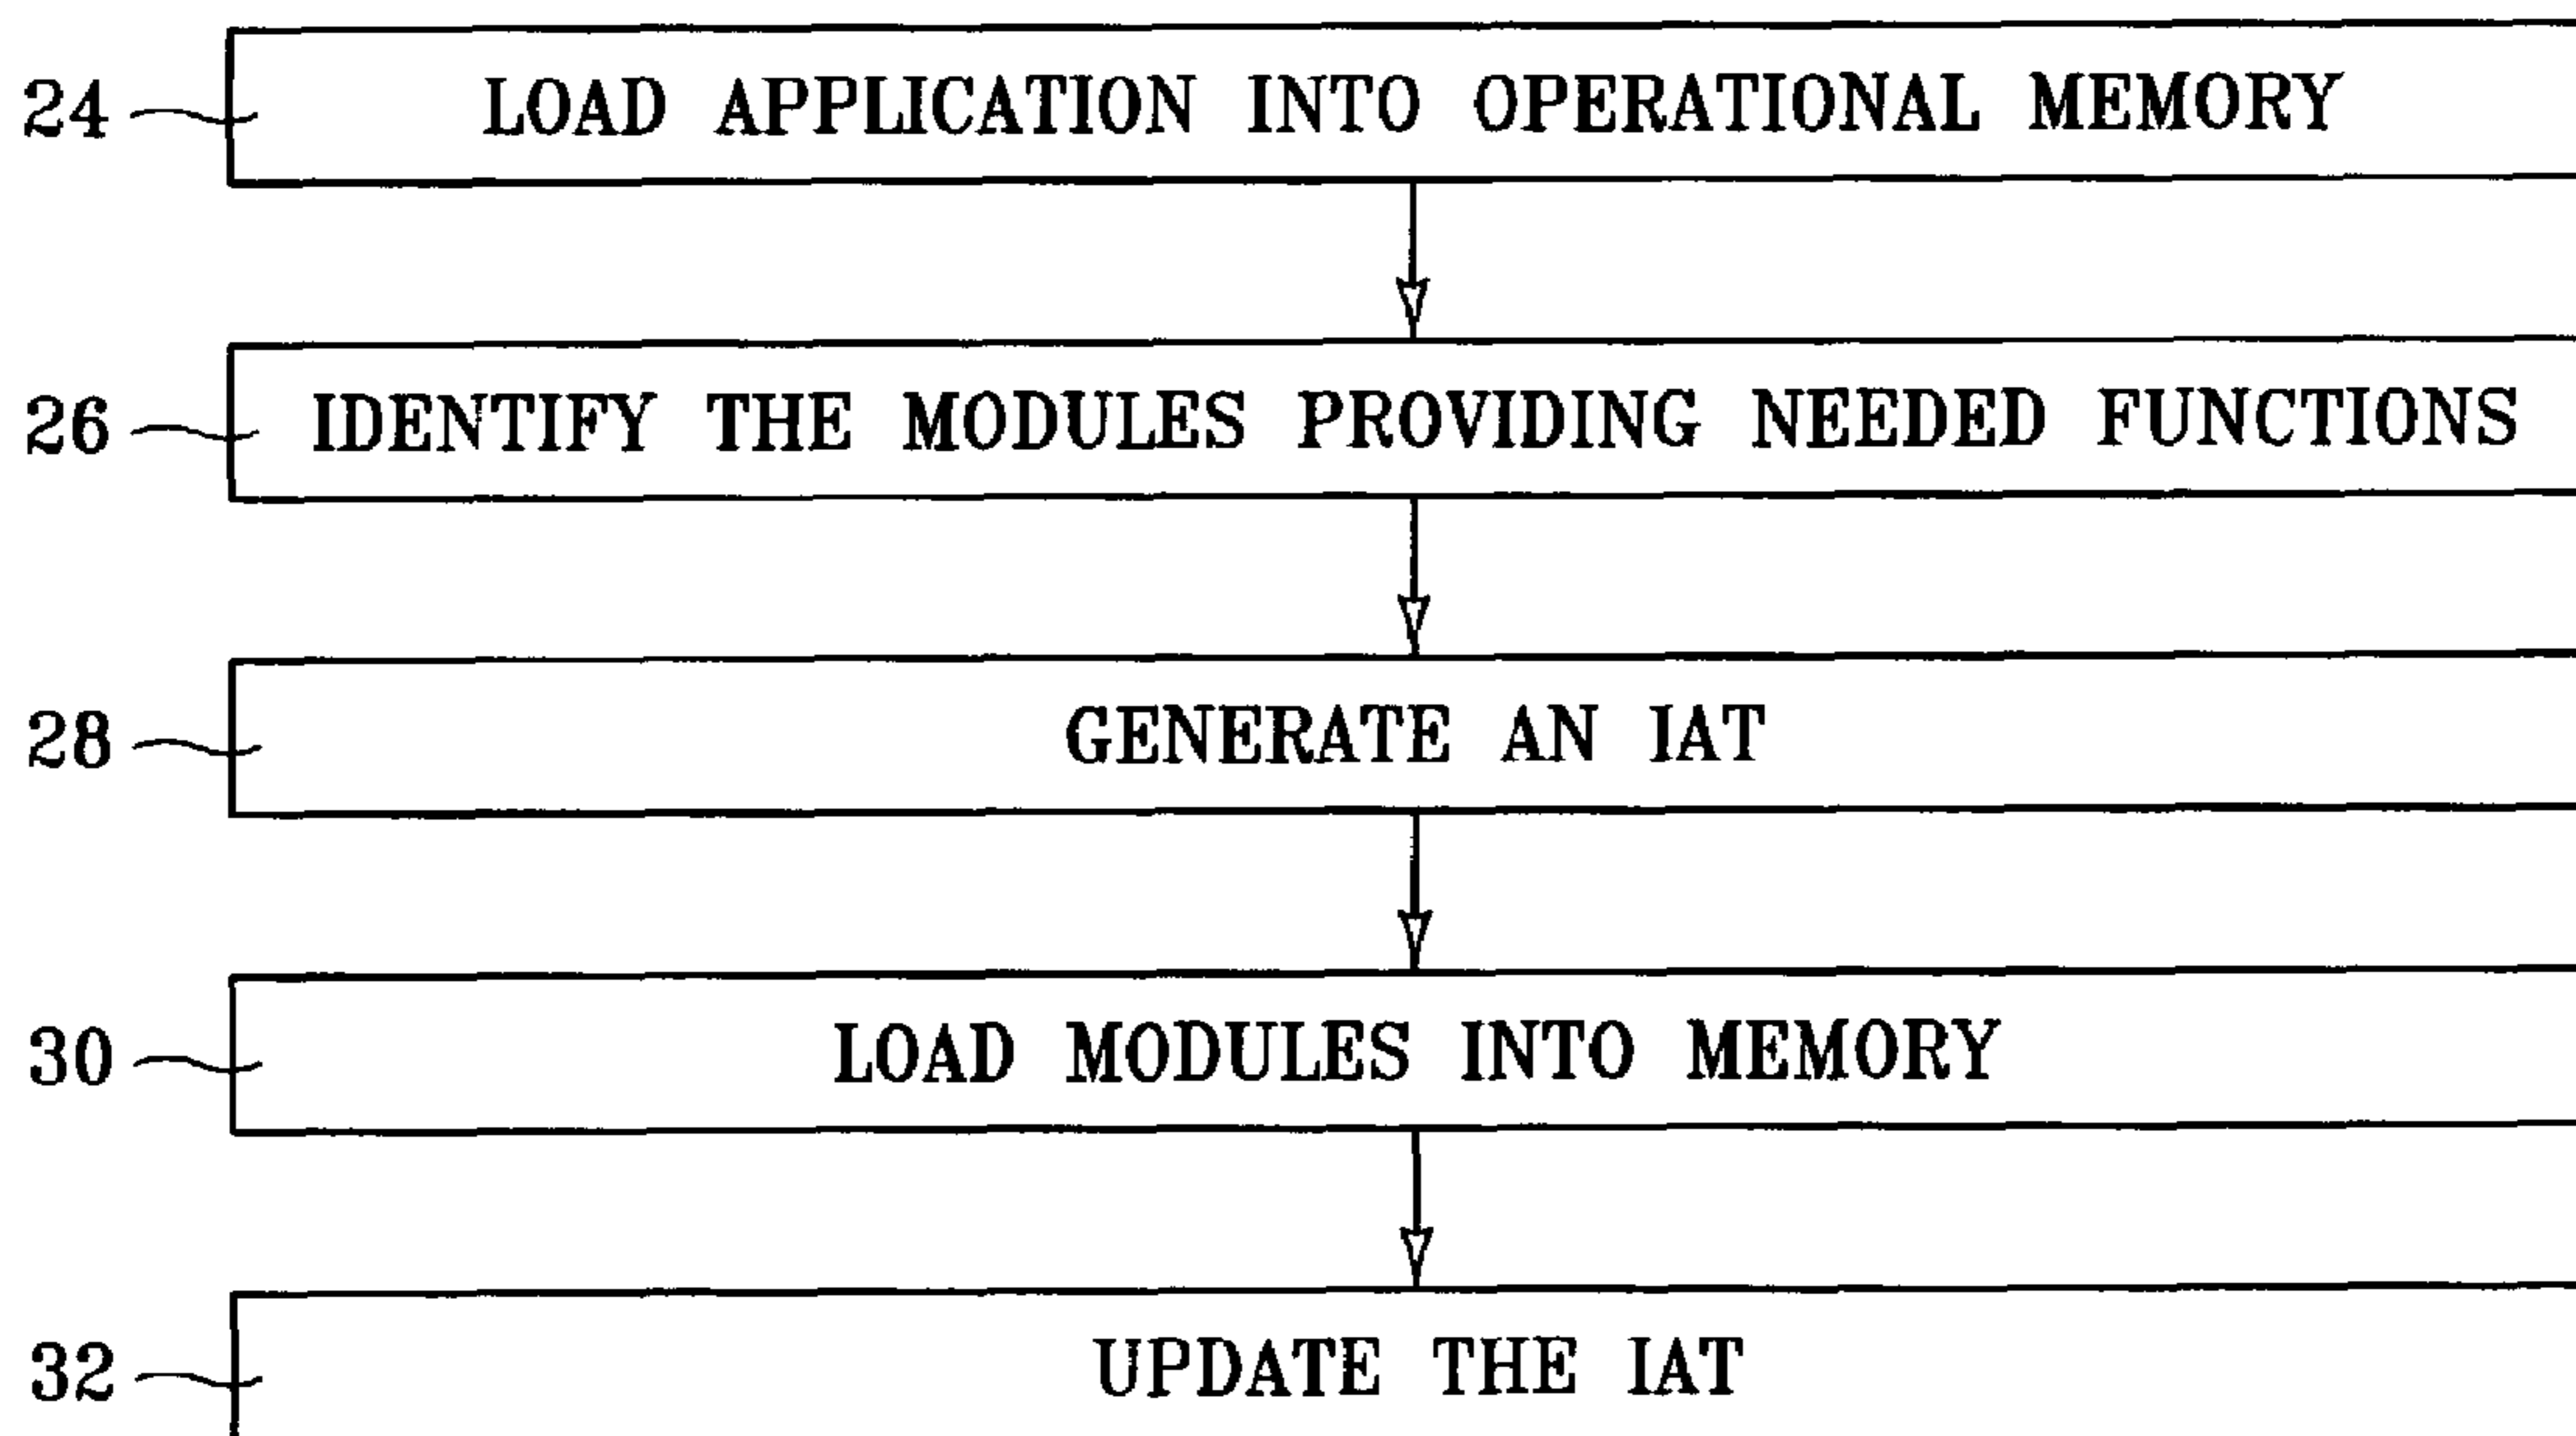 24 LOAD APPLICATION INTO OPERATIONAL MEMORY
26 IDENTIFY THE MODULES PROVIDING NEEDED FUNCTIONS
28 GENERATE AN IAT
30 LOAD MODULES INTO MEMORY
32 UPDATE THE IAT